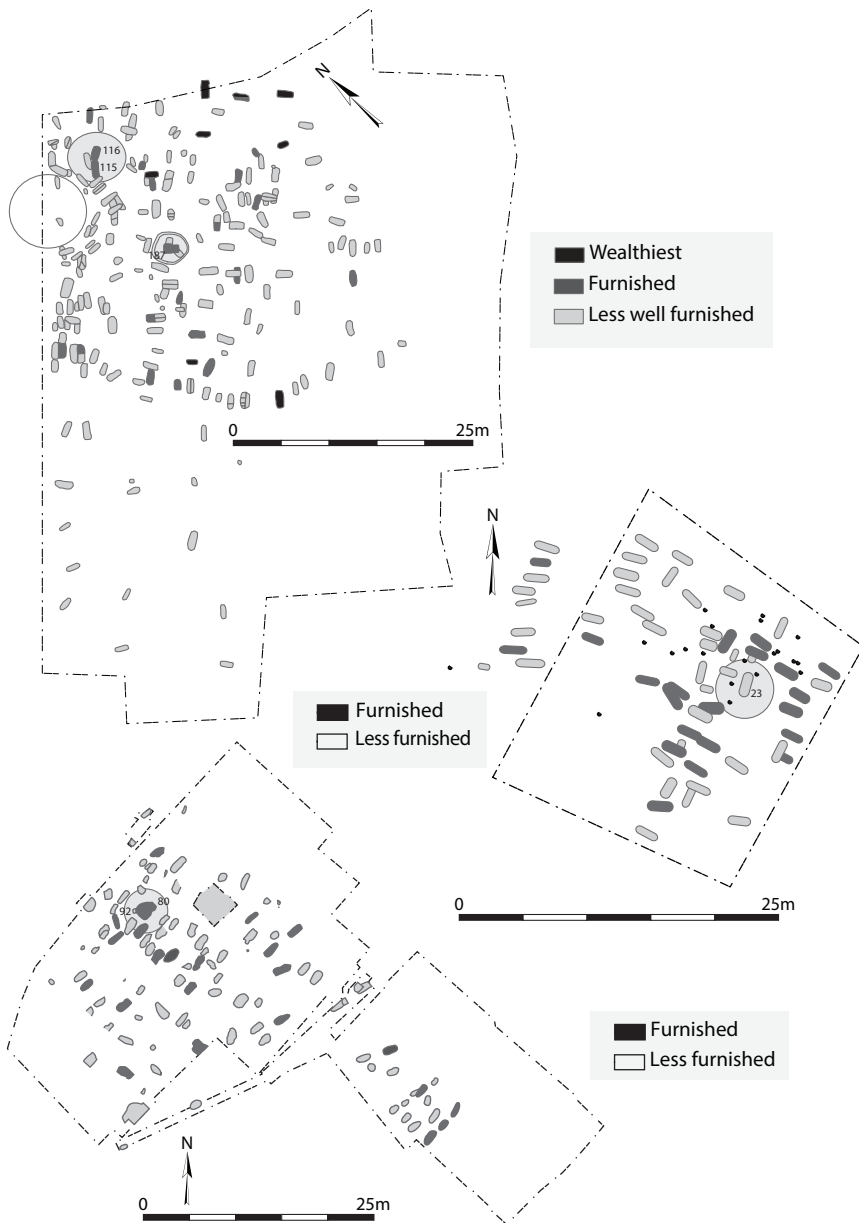 N
116
115
187
Wealthiest
Furnished
Less well furnished
0 25m
N
23
Furnished
Less furnished
92 80
0 25m
Furnished
Less furnished
N
0 25m